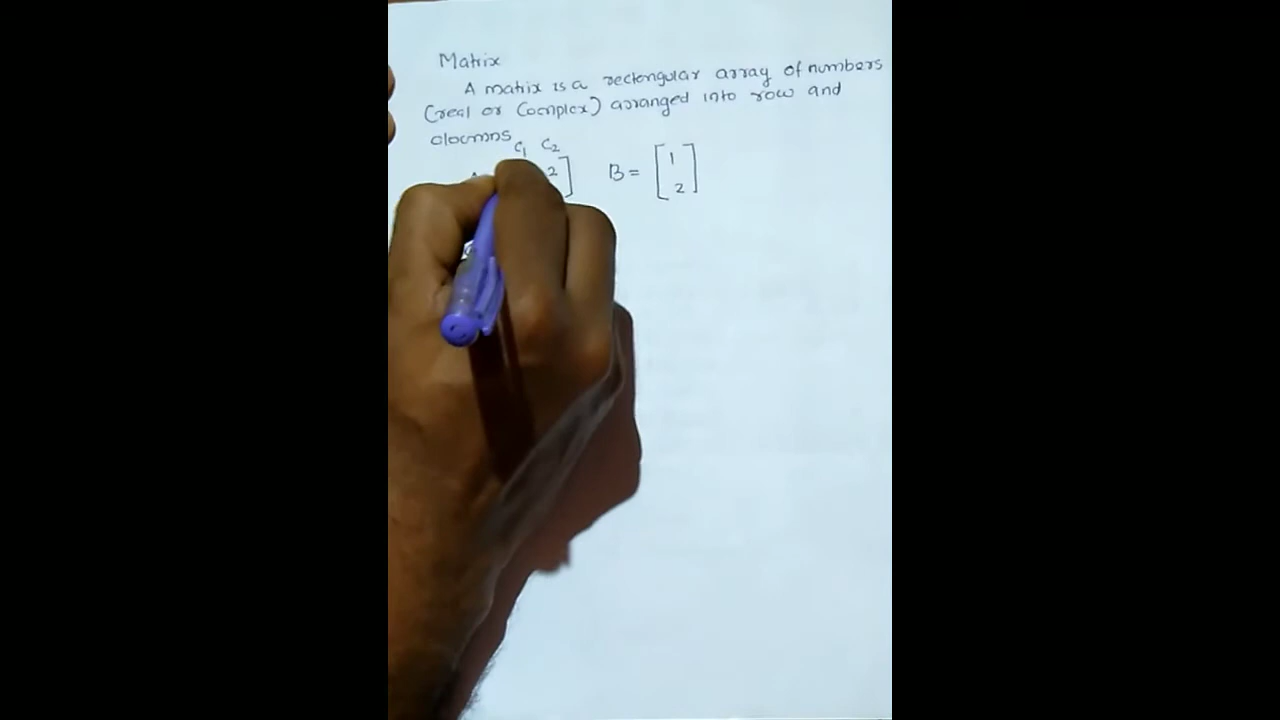 Matrix
A matrix is a rectangular array of numbers
(real or Complex) arranged into row and
cloumns
C1 C2
2 ] B = [ 1
2 ]